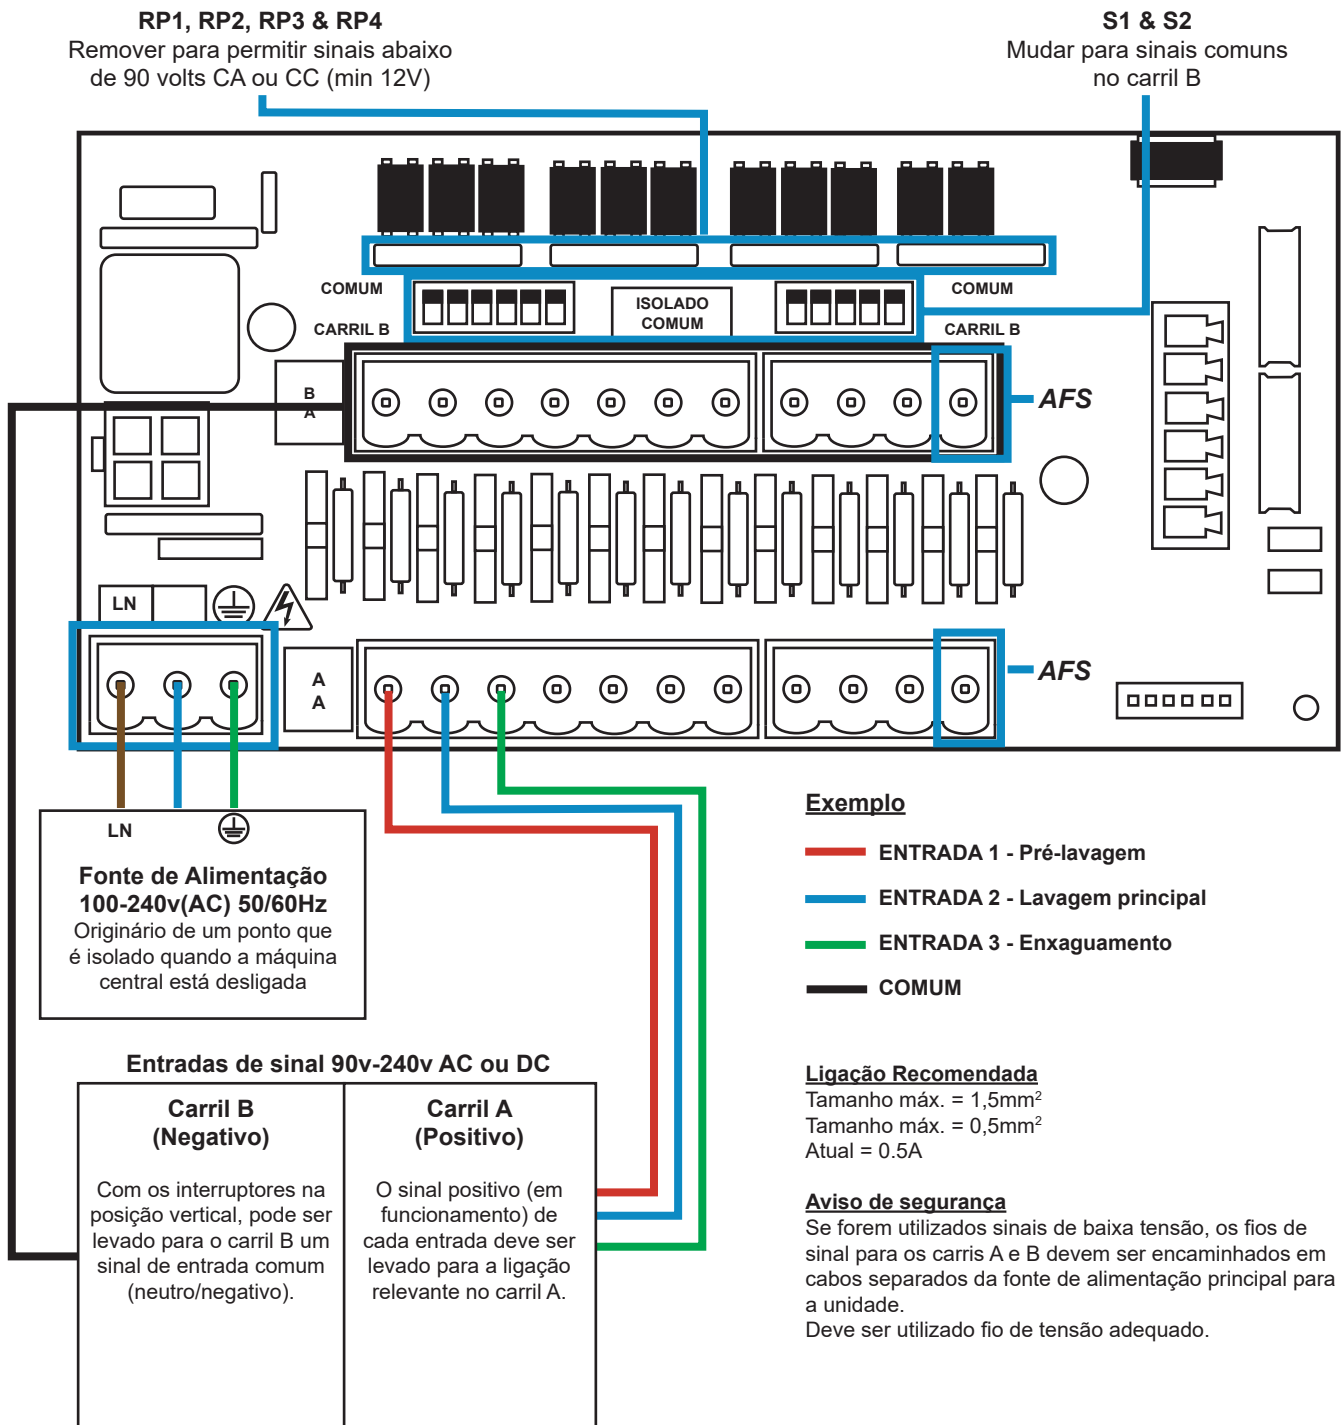 RP1, RP2, RP3 & RP4
Remover para permitir sinais abaixo
de 90 volts CA ou CC (min 12V)
S1 & S2
Mudar para sinais comuns
no carril B
COMUM
ISOLADO
COMUM
COMUM
CARRIL B
CARRIL B
B
A
AFS
LN
A
A
AFS
LN
Fonte de Alimentação
100-240v(AC) 50/60Hz
Originário de um ponto que
é isolado quando a máquina
central está desligada
Exemplo
ENTRADA 1 - Pré-lavagem
ENTRADA 2 - Lavagem principal
ENTRADA 3 - Enxaguamento
COMUM
Entradas de sinal 90v-240v AC ou DC
Carril B
(Negativo)
Com os interruptores na
posição vertical, pode ser
levado para o carril B um
sinal de entrada comum
(neutro/negativo).
Carril A
(Positivo)
O sinal positivo (em
funcionamento) de
cada entrada deve ser
levado para a ligação
relevante no carril A.
Ligação Recomendada
Tamanho máx. = 1,5mm²
Tamanho máx. = 0,5mm²
Atual = 0.5A
Aviso de segurança
Se forem utilizados sinais de baixa tensão, os fios de
sinal para os carris A e B devem ser encaminhados em
cabos separados da fonte de alimentação principal para
a unidade.
Deve ser utilizado fio de tensão adequado.